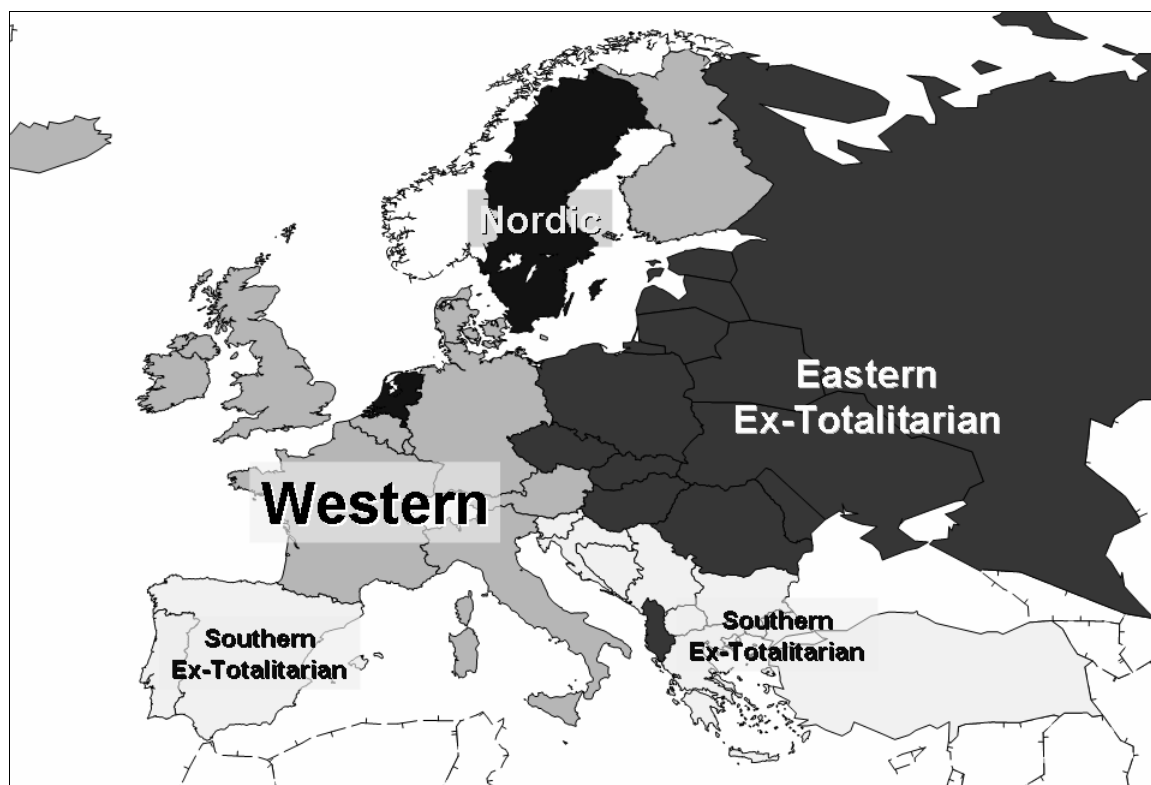 Nordic
Eastern
Ex-Totalitarian
Western
Southern
Ex-Totalitarian
Southern
Ex-Totalitarian